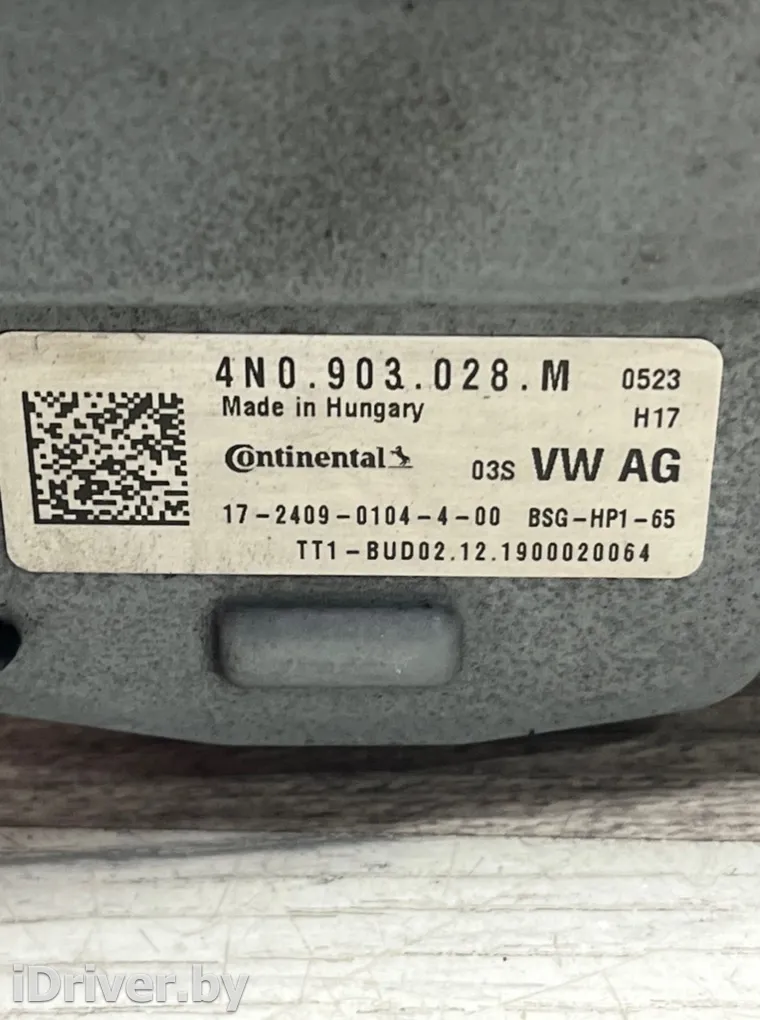 4N0.903.028.M 0523
Made in Hungary H17
Continental 03S VW AG
17-2409-0104-4-00 BSG-HP1-65
TT1-BUD02.12.1900020064
iDriver.by